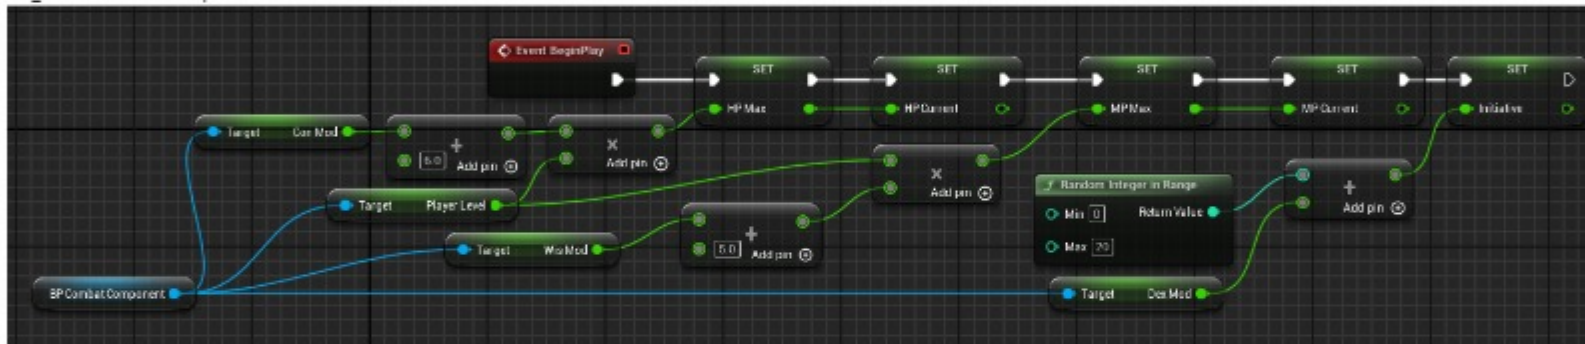 Event BeginPlay
SET
SET
SET
SET
SET
HP Max
HP Current
MP Max
MP Current
Initiative
Target Con Mod
+
6.0
Add pin
×
Add pin
Target Player Level
Target Wis Mod
+
Add pin
×
Add pin
f Random Integer in Range
Min 0
Return Value
Max 20
+
Add pin
BP Combat Component
Target Dex Mod